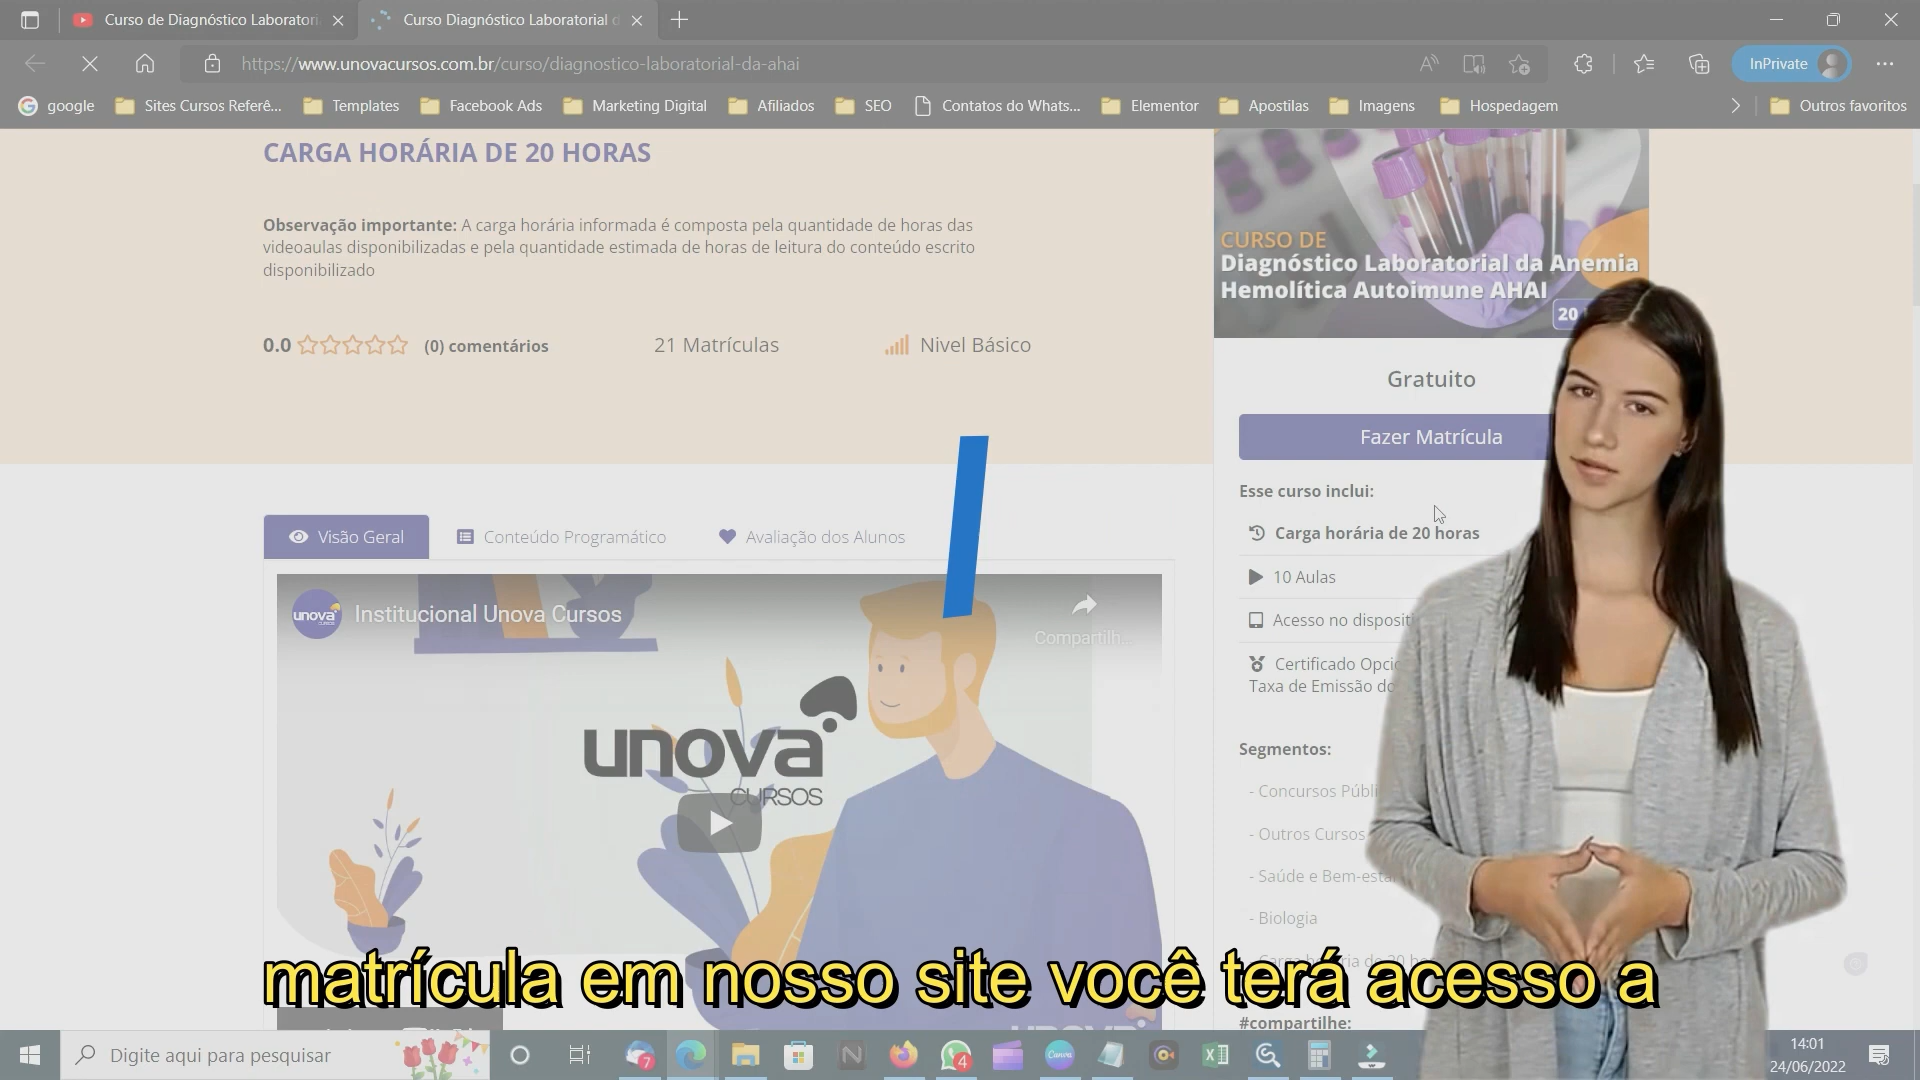 Curso de Diagnóstico Laboratori
Curso Diagnóstico Laboratorial d
https://www.unovacursos.com.br/curso/diagnostico-laboratorial-da-ahai
InPrivate
google
Sites Cursos Referê...
Templates
Facebook Ads
Marketing Digital
Afiliados
SEO
Contatos do Whats...
Elementor
Apostilas
Imagens
Hospedagem
Outros favoritos
CARGA HORÁRIA DE 20 HORAS
Observação importante: A carga horária informada é composta pela quantidade de horas das
videoaulas disponibilizadas e pela quantidade estimada de horas de leitura do conteúdo escrito
disponibilizado
0.0
(0) comentários
21 Matrículas
Nivel Básico
Visão Geral
Conteúdo Programático
Avaliação dos Alunos
unova
Institucional Unova Cursos
Compartilh...
unova
CURSOS
CURSO DE
Diagnóstico Laboratorial da Anemia
Hemolítica Autoimune AHAI
20
Gratuito
Fazer Matrícula
Esse curso inclui:
Carga horária de 20 horas
10 Aulas
Acesso no dispositi
Certificado Opcio
Taxa de Emissão do
Segmentos:
- Concursos Públi
- Outros Cursos
- Saúde e Bem-esta
- Biologia
#compartilhe:
matrícula em nosso site você terá acesso a
Digite aqui para pesquisar
7
4
Canva
14:01
24/06/2022